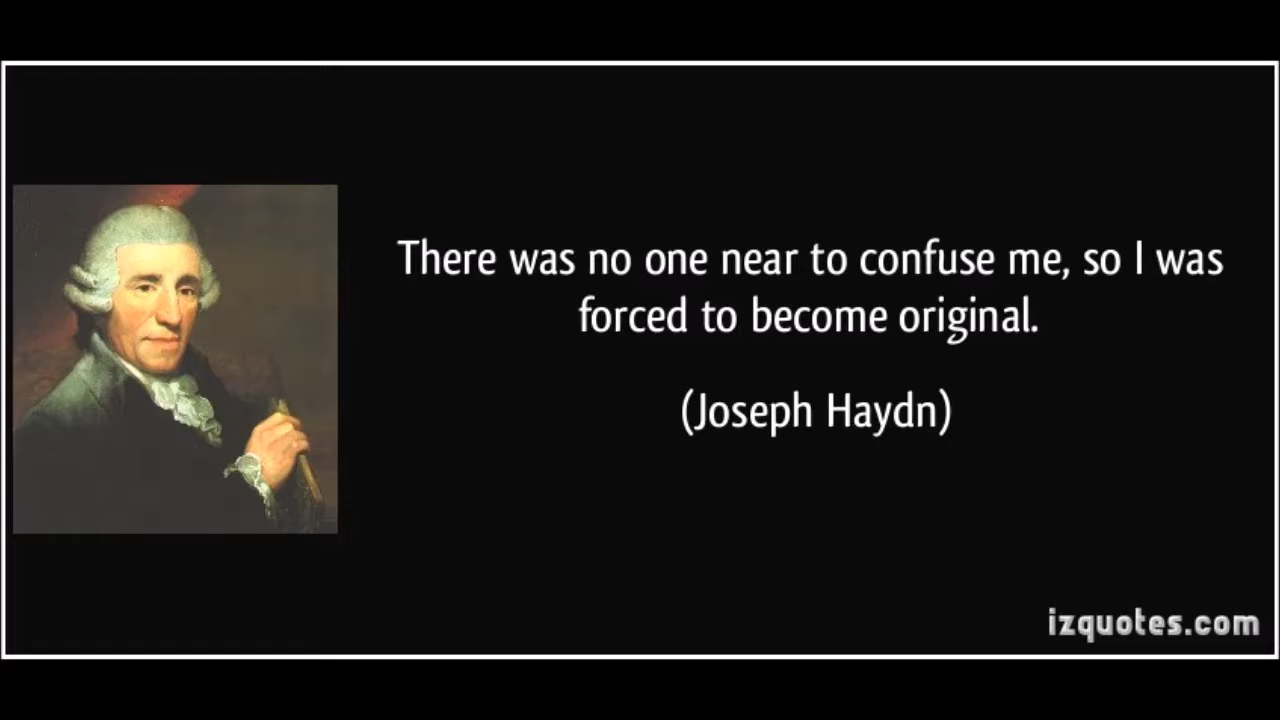 There was no one near to confuse me, so I was
forced to become original.
(Joseph Haydn)
izquotes.com